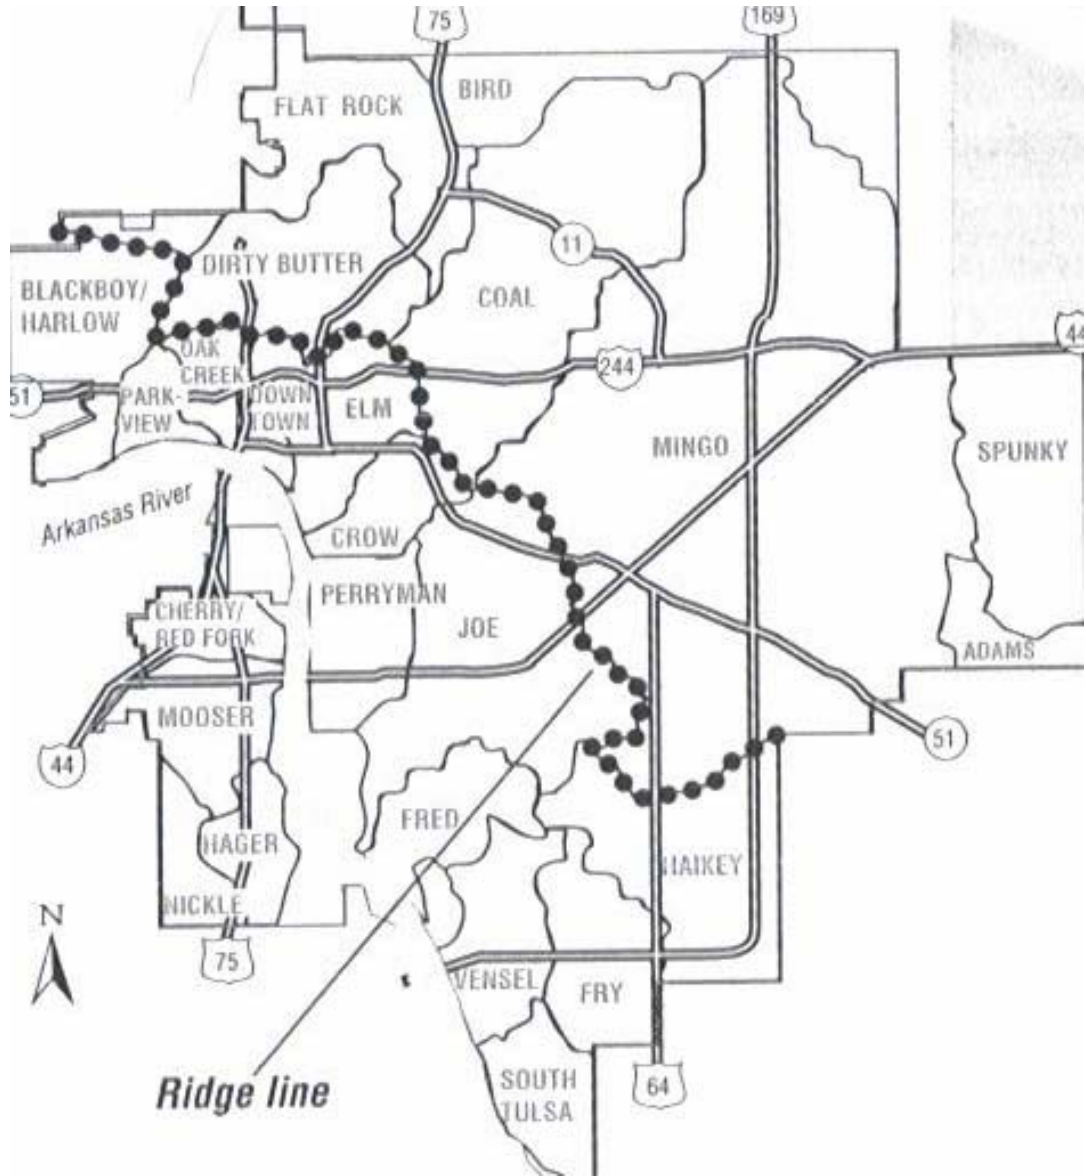 75
169
BIRD
FLAT ROCK
11
DIRTY BUTTER
BLACKBOY/
HARLOW
COAL
OAK
CREEK
44
244
51
PARK-
VIEW
DOWN
TOWN
ELM
MINGO
SPUNKY
Arkansas River
CROW
PERRYMAN
CHERRY/
RED FORK
JOE
ADAMS
MOOSER
51
44
FRED
HAGER
HAIKEY
NICKLE
N
75
VENSEL
FRY
Ridge line
SOUTH
TULSA
64